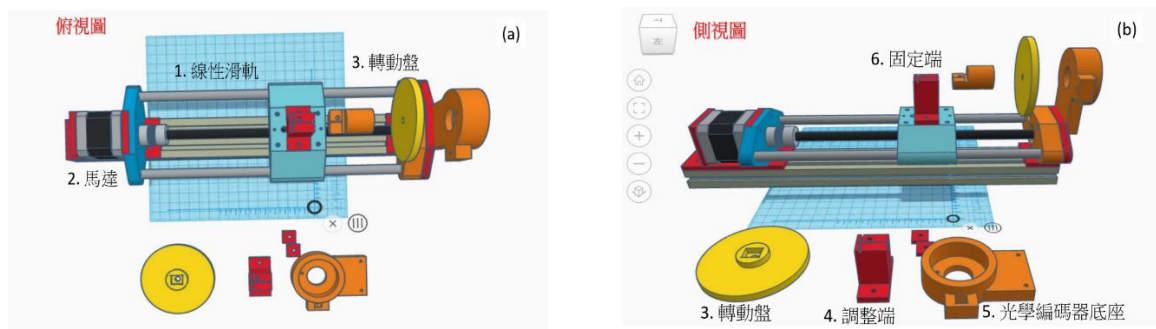 俯視圖
(a)
1. 線性滑軌
3. 轉動盤
2. 馬達
側視圖
(b)
左
6. 固定端
3. 轉動盤
4. 調整端
5. 光學編碼器底座